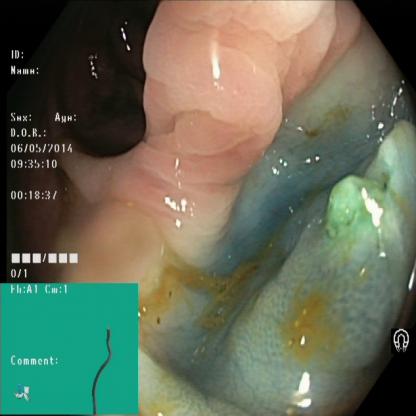 ID:
Name:
Sex: Age:
D.O.B.:
06/05/2014
09:35:10
00:18:37
■■■/■■■
0/1
Eh:A1 Cm:1
Comment: